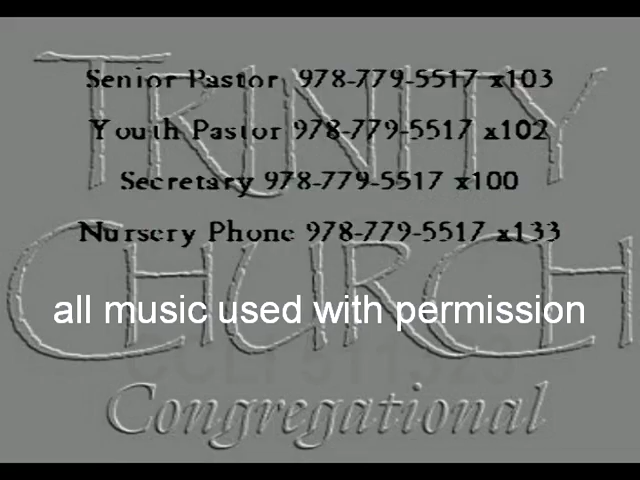 TRINITY
Senior Pastor 978-779-5517 x103
Youth Pastor 978-779-5517 x102
Secretary 978-779-5517 x100
Nursery Phone 978-779-5517 x133
CHURCH
all music used with permission
CCLI
Congregational